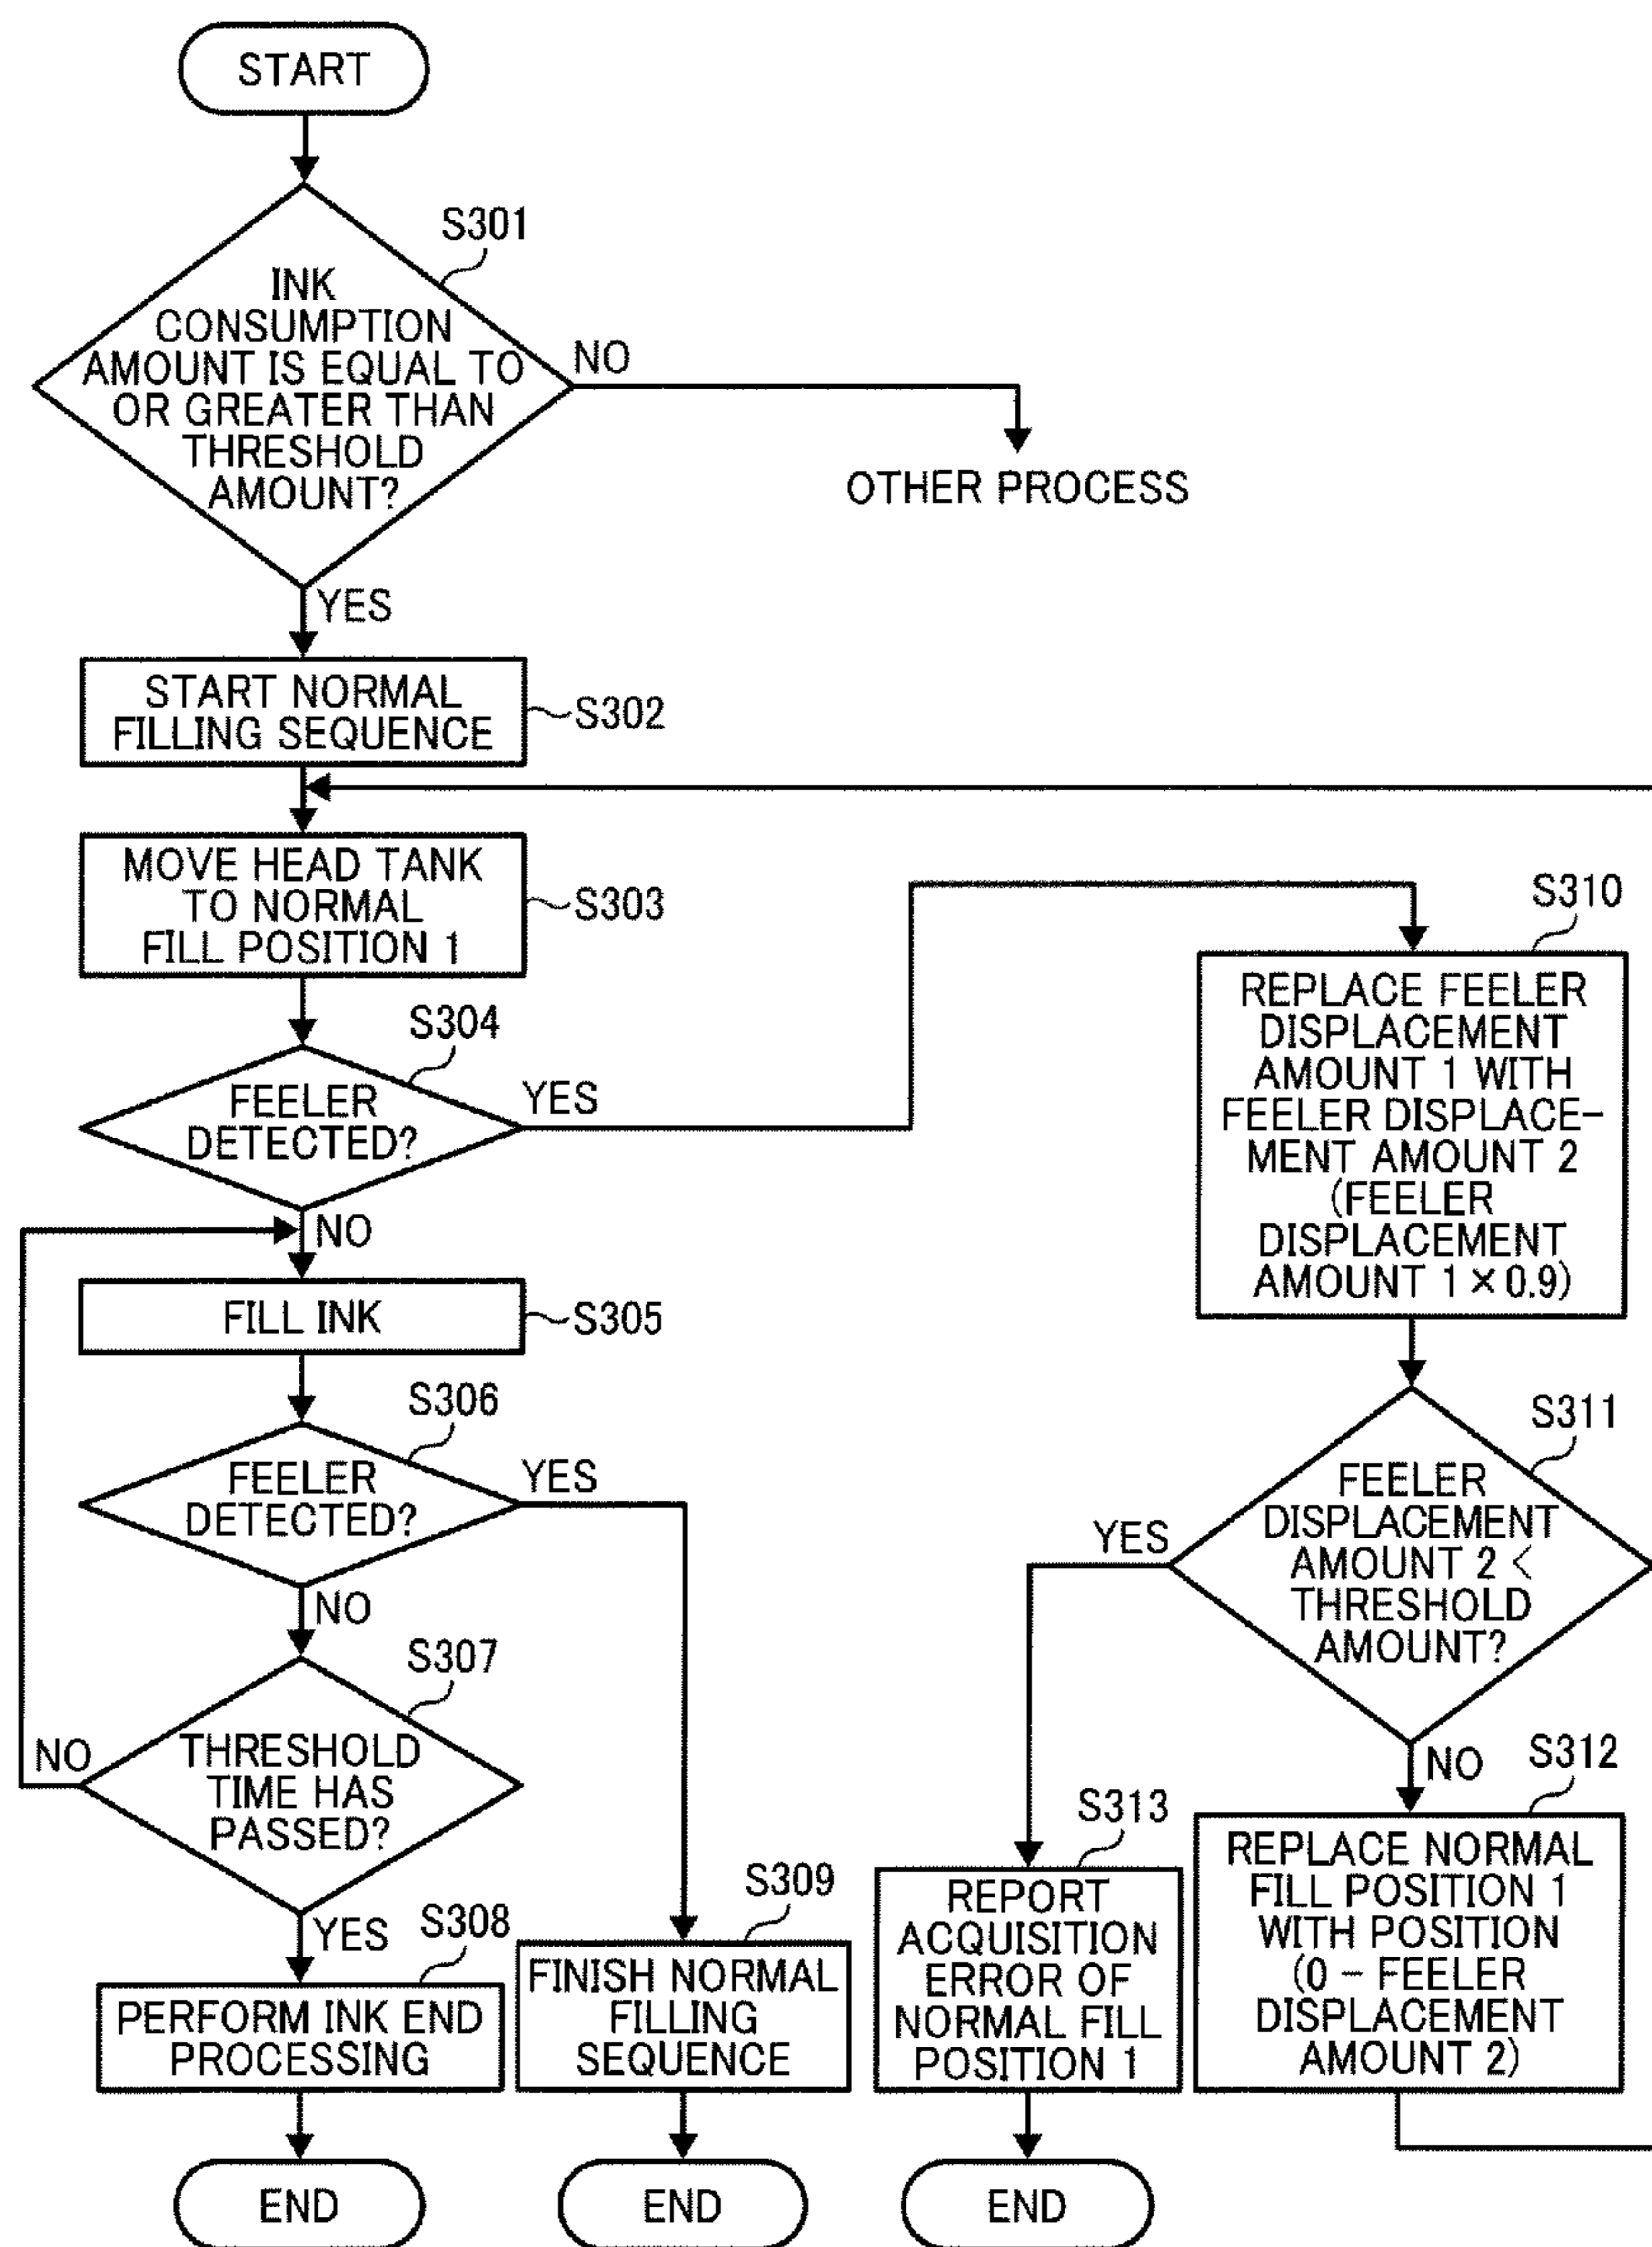 START
S301
INK
CONSUMPTION
AMOUNT IS EQUAL TO
OR GREATER THAN
THRESHOLD
AMOUNT?
NO
OTHER PROCESS
YES
START NORMAL
FILLING SEQUENCE
S302
MOVE HEAD TANK
TO NORMAL
FILL POSITION 1
S303
S304
FEELER
DETECTED?
YES
NO
FILL INK
S305
S306
FEELER
DETECTED?
YES
NO
S307
THRESHOLD
TIME HAS
PASSED?
NO
YES
S308
PERFORM INK END
PROCESSING
END
S309
FINISH NORMAL
FILLING
SEQUENCE
END
S310
REPLACE FEELER
DISPLACEMENT
AMOUNT 1 WITH
FEELER DISPLACE-
MENT AMOUNT 2
(FEELER
DISPLACEMENT
AMOUNT 1 × 0.9)
S311
FEELER
DISPLACEMENT
AMOUNT 2 <
THRESHOLD
AMOUNT?
YES
NO
S312
REPLACE NORMAL
FILL POSITION 1
WITH POSITION
(0 - FEELER
DISPLACEMENT
AMOUNT 2)
S313
REPORT
ACQUISITION
ERROR OF
NORMAL FILL
POSITION 1
END